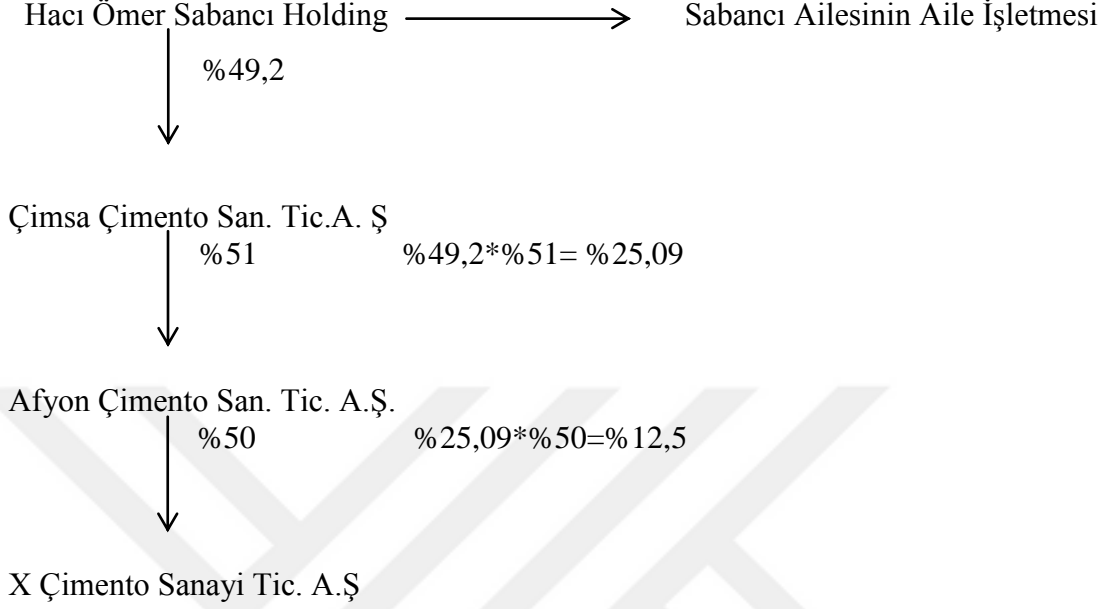 Hacı Ömer Sabancı Holding Sabancı Ailesinin Aile İşletmesi
%49,2
Çimsa Çimento San. Tic.A. Ş
%51 %49,2*%51= %25,09
Afyon Çimento San. Tic. A.Ş.
%50 %25,09*%50=%12,5
X Çimento Sanayi Tic. A.Ş